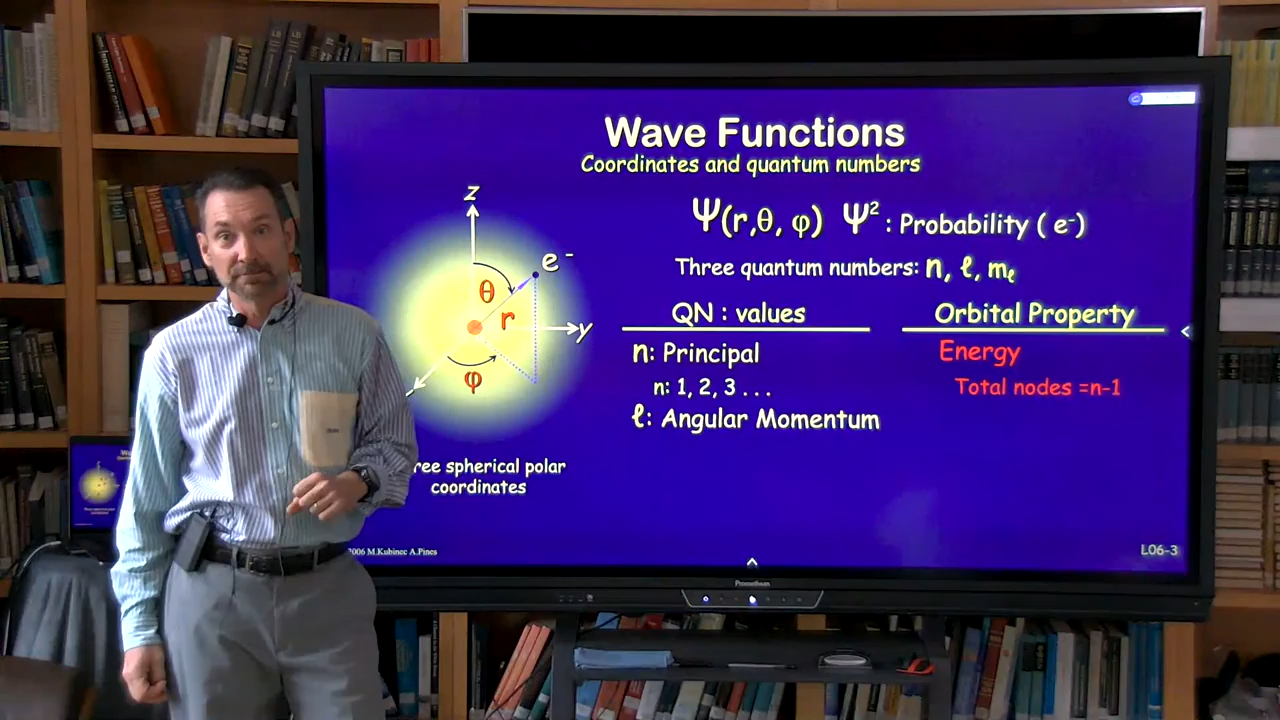 Wave Functions
Coordinates and quantum numbers
z
e⁻
θ
r
y
φ
ree spherical polar
coordinates
Ψ(r,θ, φ) Ψ² : Probability ( e⁻)
Three quantum numbers: n, ℓ, mℓ
QN : values
Orbital Property
n: Principal
Energy
n: 1, 2, 3 . . .
Total nodes =n-1
ℓ: Angular Momentum
2006 M.Kubinec A.Pines
L06-3
Promethean